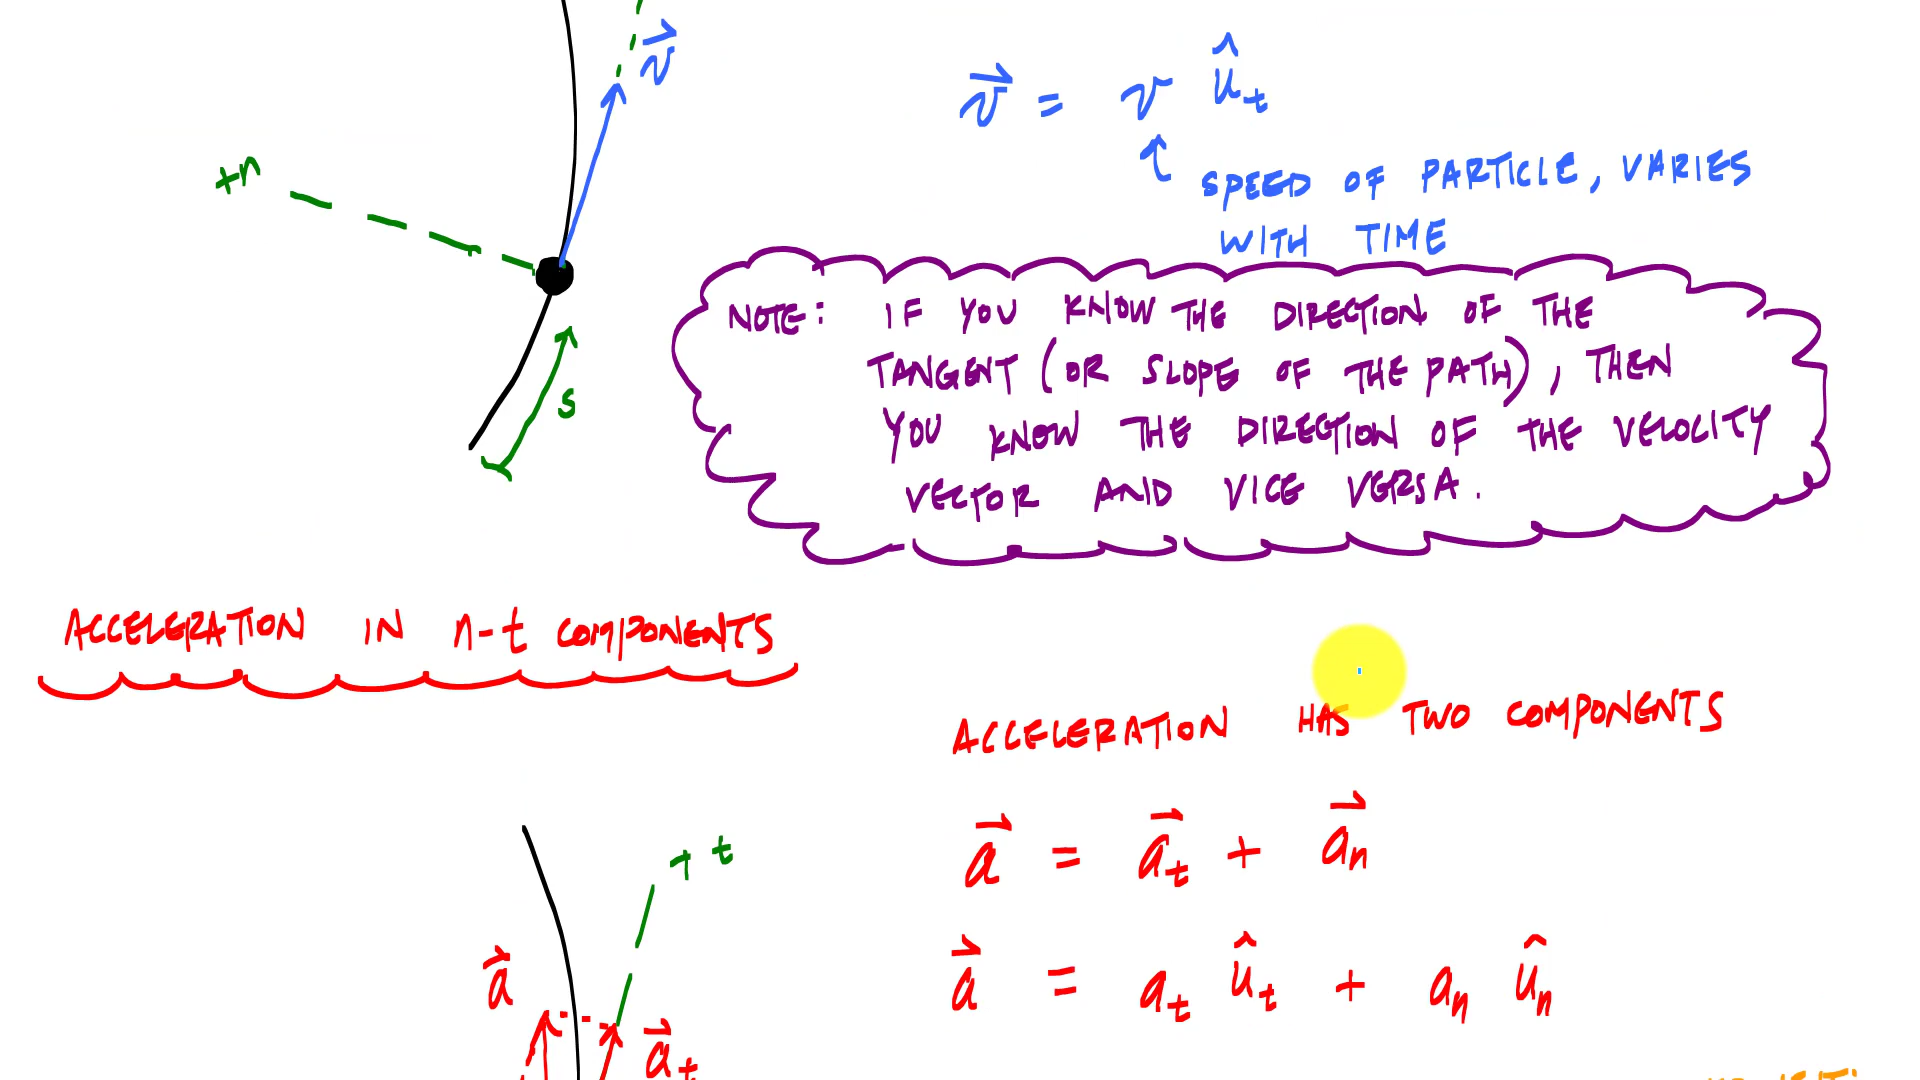 v⃗
v⃗ = v û_t
+n
SPEED OF PARTICLE, VARIES
WITH TIME
NOTE: IF YOU KNOW THE DIRECTION OF THE
TANGENT (OR SLOPE OF THE PATH), THEN
YOU KNOW THE DIRECTION OF THE VELOCITY
VECTOR AND VICE VERSA.
s
ACCELERATION IN n-t COMPONENTS
ACCELERATION HAS TWO COMPONENTS
a⃗ = a⃗_t + a⃗_n
+ t
a⃗ = a_t û_t + a_n û_n
a⃗
a⃗_t